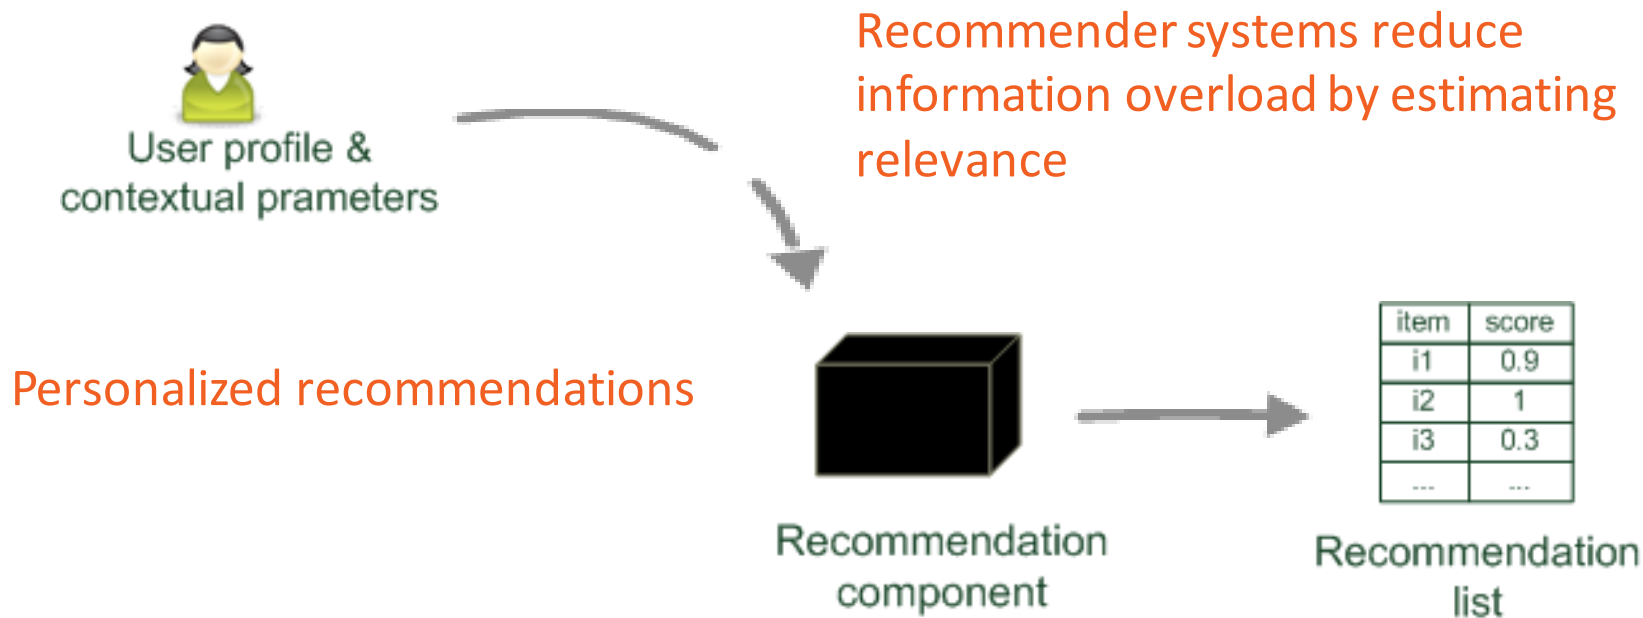 Recommender systems reduce
information overload by estimating
relevance
User profile &
contextual prameters
Personalized recommendations
item score
i1 0.9
i2 1
i3 0.3
... ...
Recommendation
component
Recommendation
list